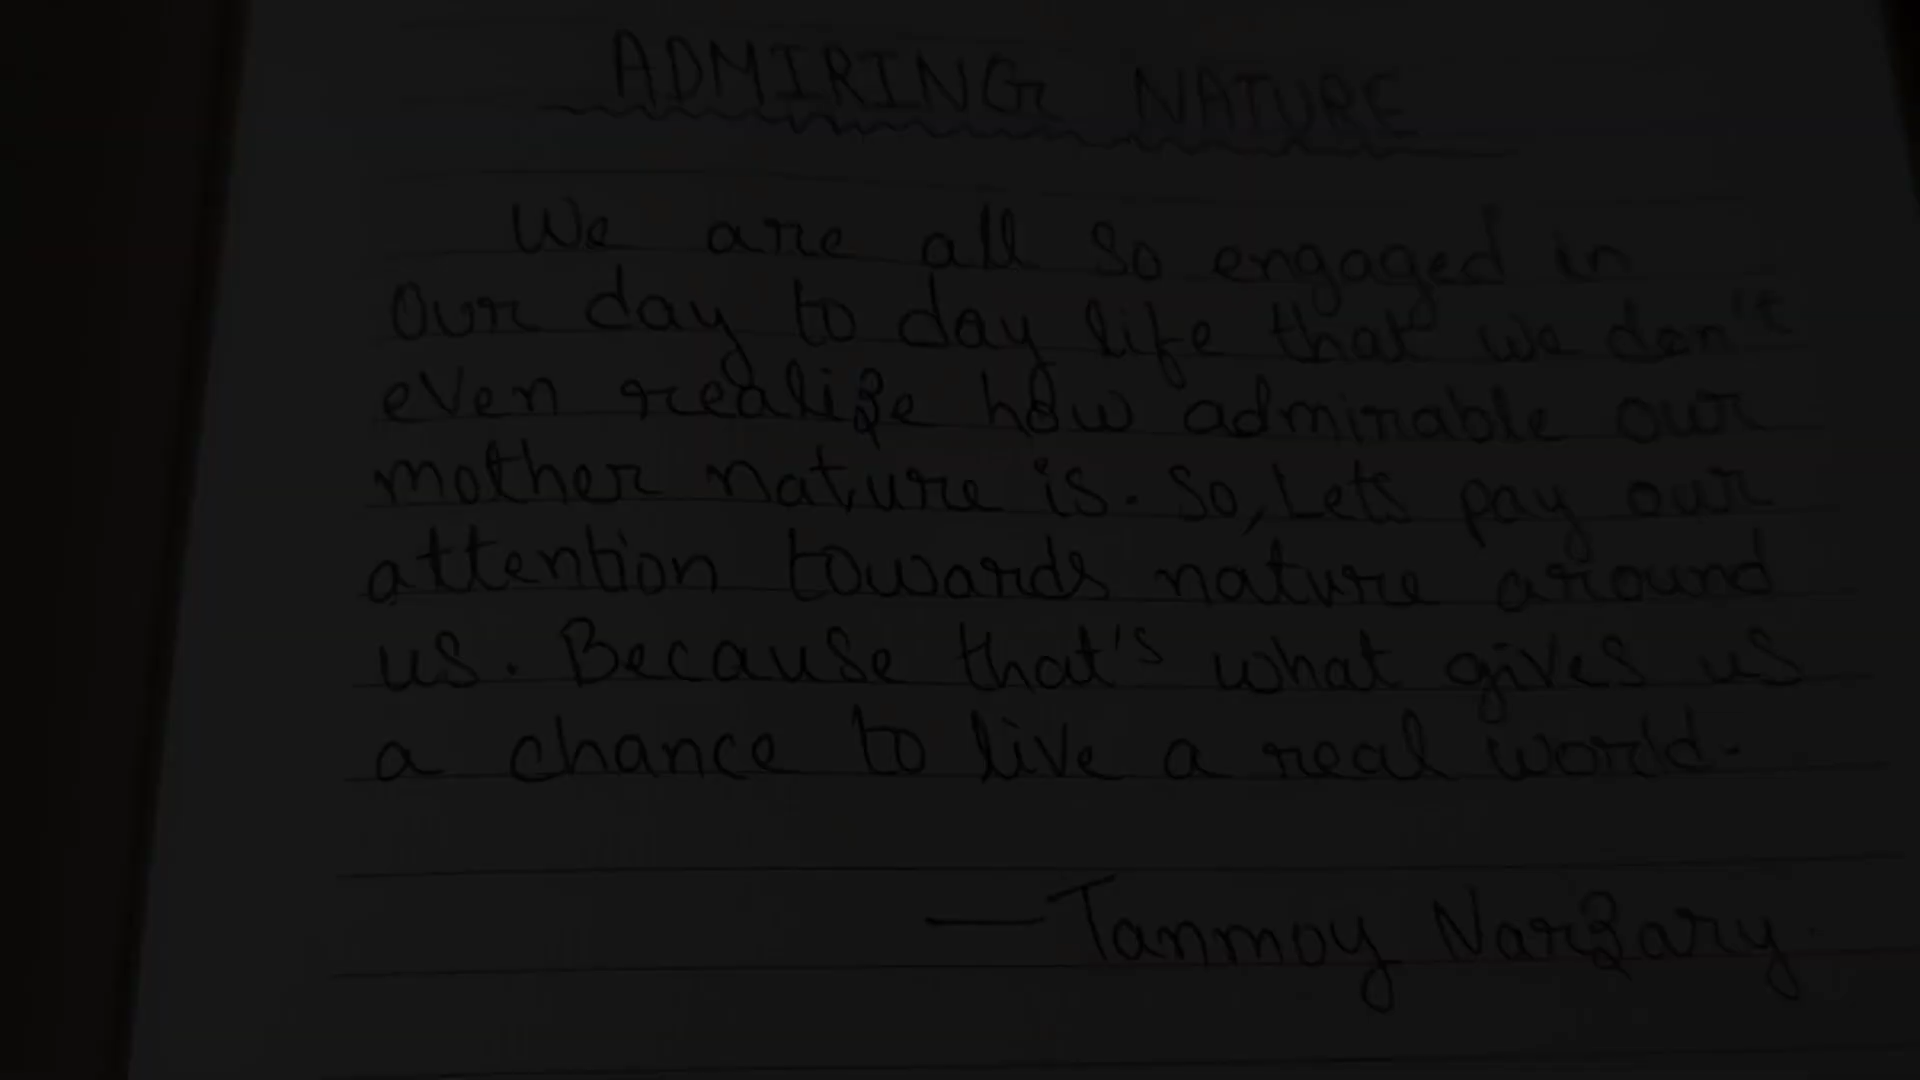 ADMIRING NATURE
We are all so engaged in
our day to day life that we don't
even realize how admirable our
mother nature is. So, Lets pay our
attention towards nature around
us. Because that's what gives us
a chance to live a real world.
—Tanmoy Narzary.